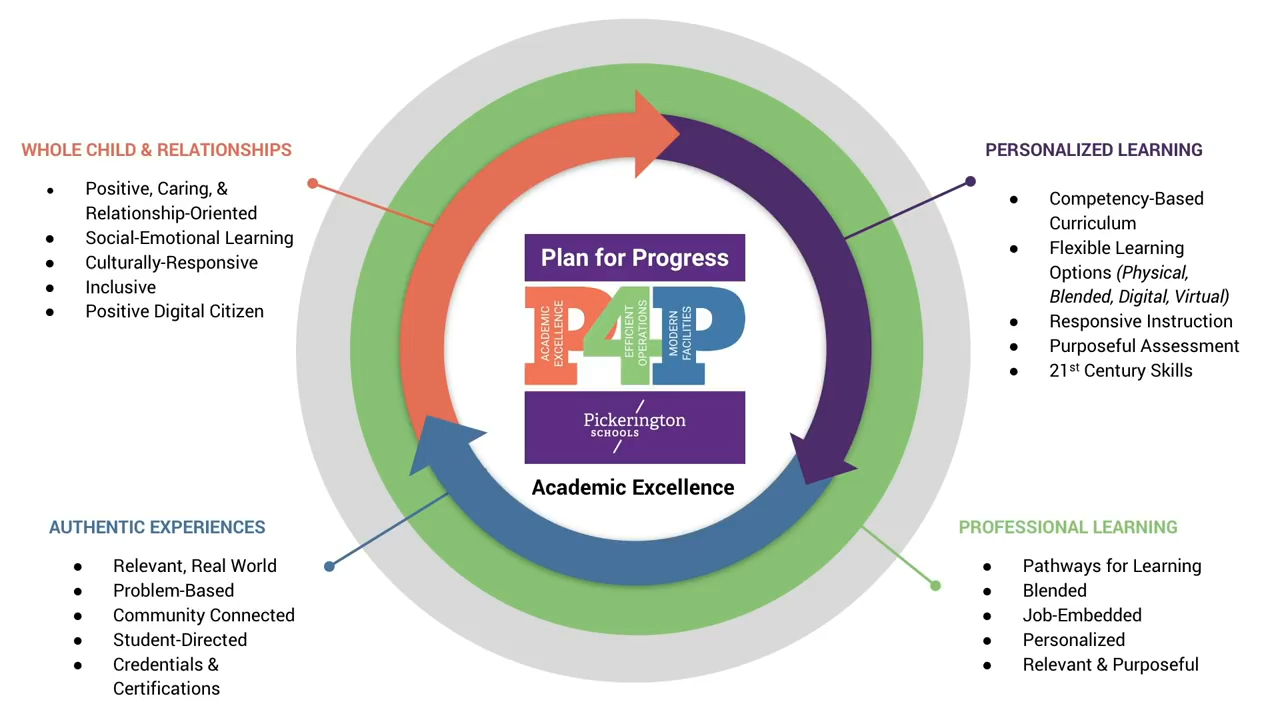 WHOLE CHILD & RELATIONSHIPS
● Positive, Caring, &
Relationship-Oriented
● Social-Emotional Learning
● Culturally-Responsive
● Inclusive
● Positive Digital Citizen
PERSONALIZED LEARNING
● Competency-Based
Curriculum
● Flexible Learning
Options (Physical,
Blended, Digital, Virtual)
● Responsive Instruction
● Purposeful Assessment
● 21st Century Skills
Plan for Progress
P4P
ACADEMIC
EXCELLENCE
EFFICIENT
OPERATIONS
MODERN
FACILITIES
Pickerington
SCHOOLS
Academic Excellence
AUTHENTIC EXPERIENCES
● Relevant, Real World
● Problem-Based
● Community Connected
● Student-Directed
● Credentials &
Certifications
PROFESSIONAL LEARNING
● Pathways for Learning
● Blended
● Job-Embedded
● Personalized
● Relevant & Purposeful